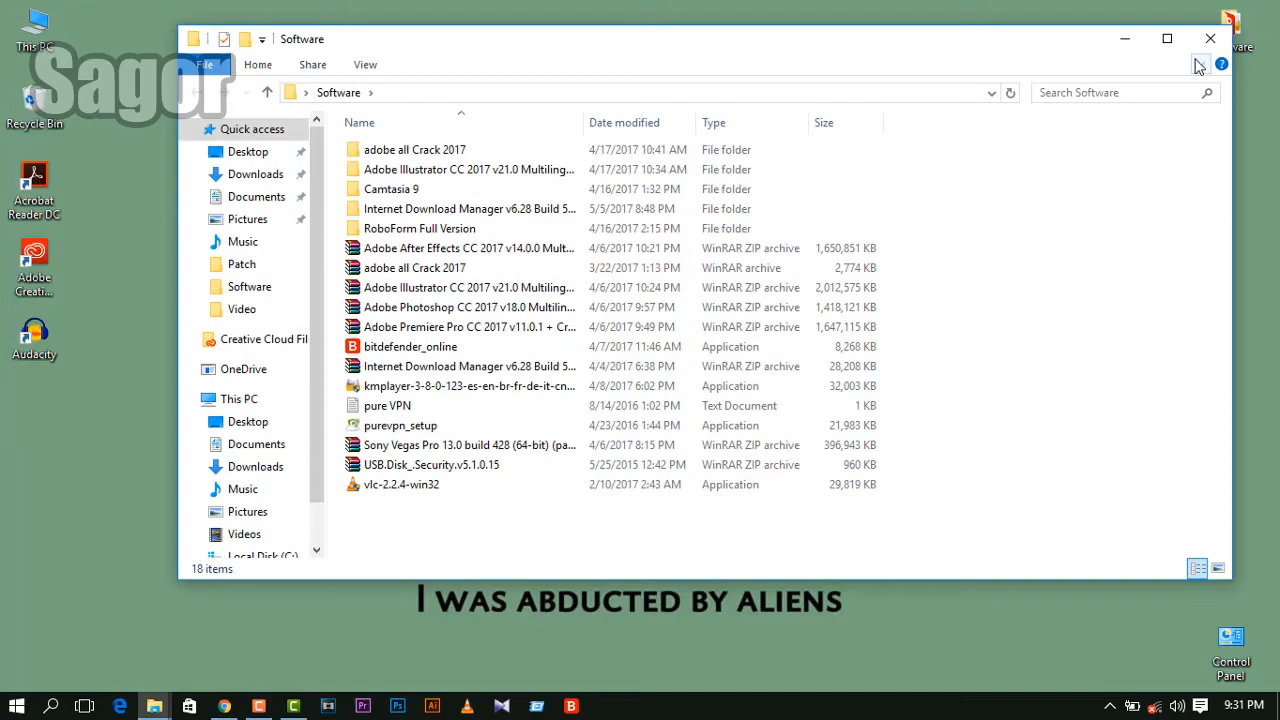 This PC
Software
Sagor
File Home Share View
Software
Search Software
Recycle Bin
Quick access
Name Date modified Type Size
Desktop
adobe all Crack 2017 4/17/2017 10:41 AM File folder
Downloads
Adobe Illustrator CC 2017 v21.0 Multiling... 4/17/2017 10:34 AM File folder
Acrobat
Reader DC
Documents
Camtasia 9 4/16/2017 1:32 PM File folder
Pictures
Internet Download Manager v6.28 Build 5... 5/5/2017 8:48 PM File folder
Music
RoboForm Full Version 4/16/2017 2:15 PM File folder
Patch
Adobe After Effects CC 2017 v14.0.0 Mult... 4/6/2017 10:21 PM WinRAR ZIP archive 1,650,851 KB
Adobe
Creati...
Software
adobe all Crack 2017 3/22/2017 1:13 PM WinRAR archive 2,774 KB
Adobe Illustrator CC 2017 v21.0 Multiling... 4/6/2017 10:24 PM WinRAR ZIP archive 2,012,575 KB
Video
Adobe Photoshop CC 2017 v18.0 Multilin... 4/6/2017 9:57 PM WinRAR ZIP archive 1,418,121 KB
Creative Cloud Fil
Adobe Premiere Pro CC 2017 v11.0.1 + Cr... 4/6/2017 9:49 PM WinRAR ZIP archive 1,647,115 KB
Audacity
bitdefender_online 4/7/2017 11:46 AM Application 8,268 KB
OneDrive
Internet Download Manager v6.28 Build 5... 4/4/2017 6:38 PM WinRAR ZIP archive 28,208 KB
This PC
kmplayer-3-8-0-123-es-en-br-fr-de-it-cn... 4/8/2017 6:02 PM Application 32,003 KB
pure VPN 8/14/2016 1:02 PM Text Document 1 KB
Desktop
purevpn_setup 4/23/2016 1:44 PM Application 21,983 KB
Documents
Sony Vegas Pro 13.0 build 428 (64-bit) (pa... 4/6/2017 8:15 PM WinRAR ZIP archive 396,943 KB
Downloads
USB.Disk_.Security.v5.1.0.15 5/25/2015 12:42 PM WinRAR ZIP archive 960 KB
Music
vlc-2.2.4-win32 2/10/2017 2:43 AM Application 29,819 KB
Pictures
Videos
Local Disk (C:)
18 items
I WAS ABDUCTED BY ALIENS
Control
Panel
Pr Ps Ai B
9:31 PM